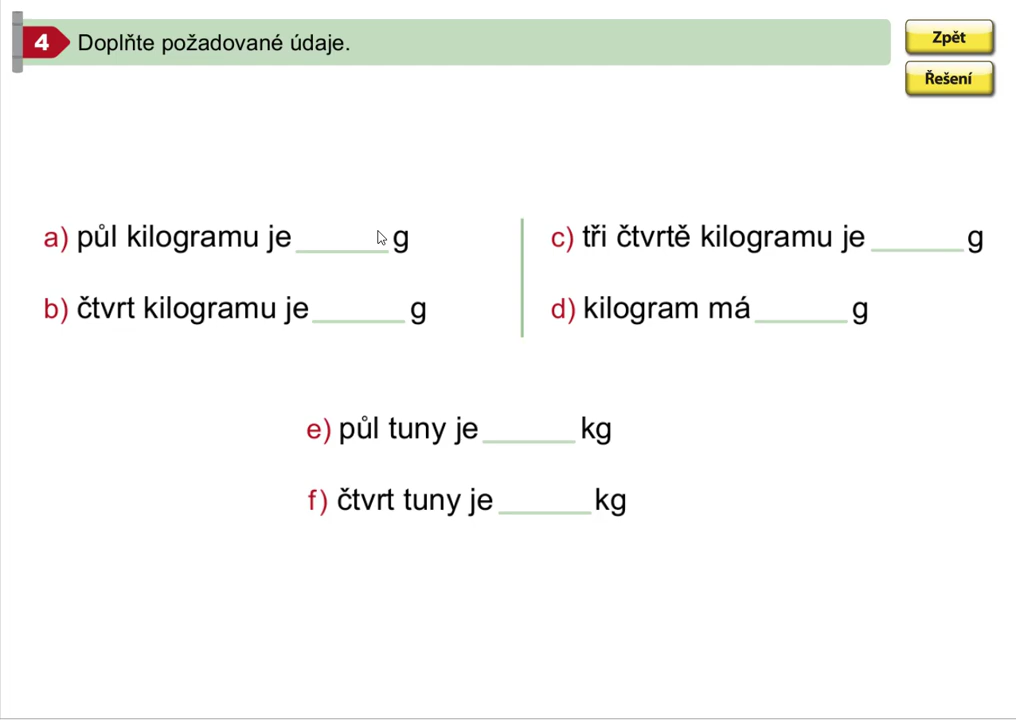 4 Doplňte požadované údaje.
Zpět
Řešení
a) půl kilogramu je ______ g
b) čtvrt kilogramu je ______ g
c) tři čtvrtě kilogramu je ______ g
d) kilogram má ______ g
e) půl tuny je ______ kg
f) čtvrt tuny je ______ kg